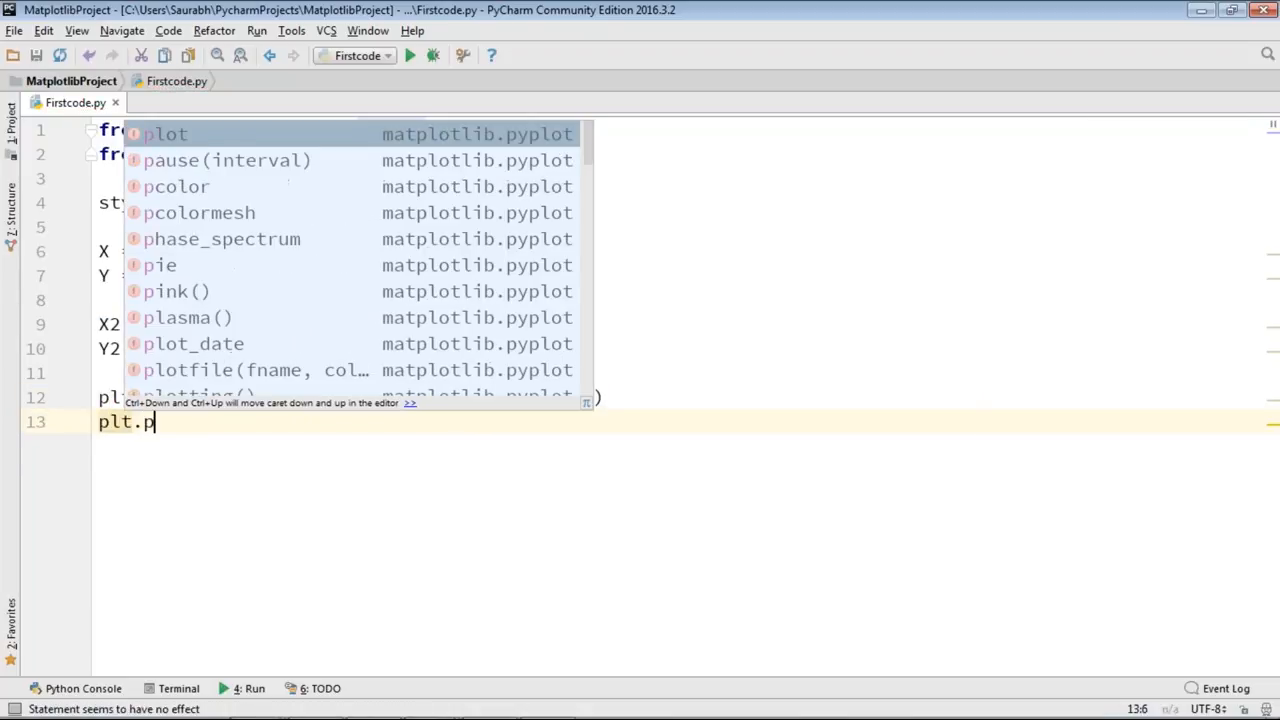 MatplotlibProject - [C:\Users\Saurabh\PycharmProjects\MatplotlibProject] - ...\Firstcode.py - PyCharm Community Edition 2016.3.2
File Edit View Navigate Code Refactor Run Tools VCS Window Help
Firstcode
MatplotlibProject Firstcode.py
Firstcode.py
1: Project
Z: Structure
2: Favorites
1 fr
2 fr
3
4 st
5
6 X =
7 Y
8
9 X2
10 Y2
11
12 pl )
13 plt.p
plot matplotlib.pyplot
pause(interval) matplotlib.pyplot
pcolor matplotlib.pyplot
pcolormesh matplotlib.pyplot
phase_spectrum matplotlib.pyplot
pie matplotlib.pyplot
pink() matplotlib.pyplot
plasma() matplotlib.pyplot
plot_date matplotlib.pyplot
plotfile(fname, col… matplotlib.pyplot
plotting() matplotlib.pyplot
Ctrl+Down and Ctrl+Up will move caret down and up in the editor >>
π
Python Console Terminal 4: Run 6: TODO Event Log
Statement seems to have no effect 13:6 n/a UTF-8